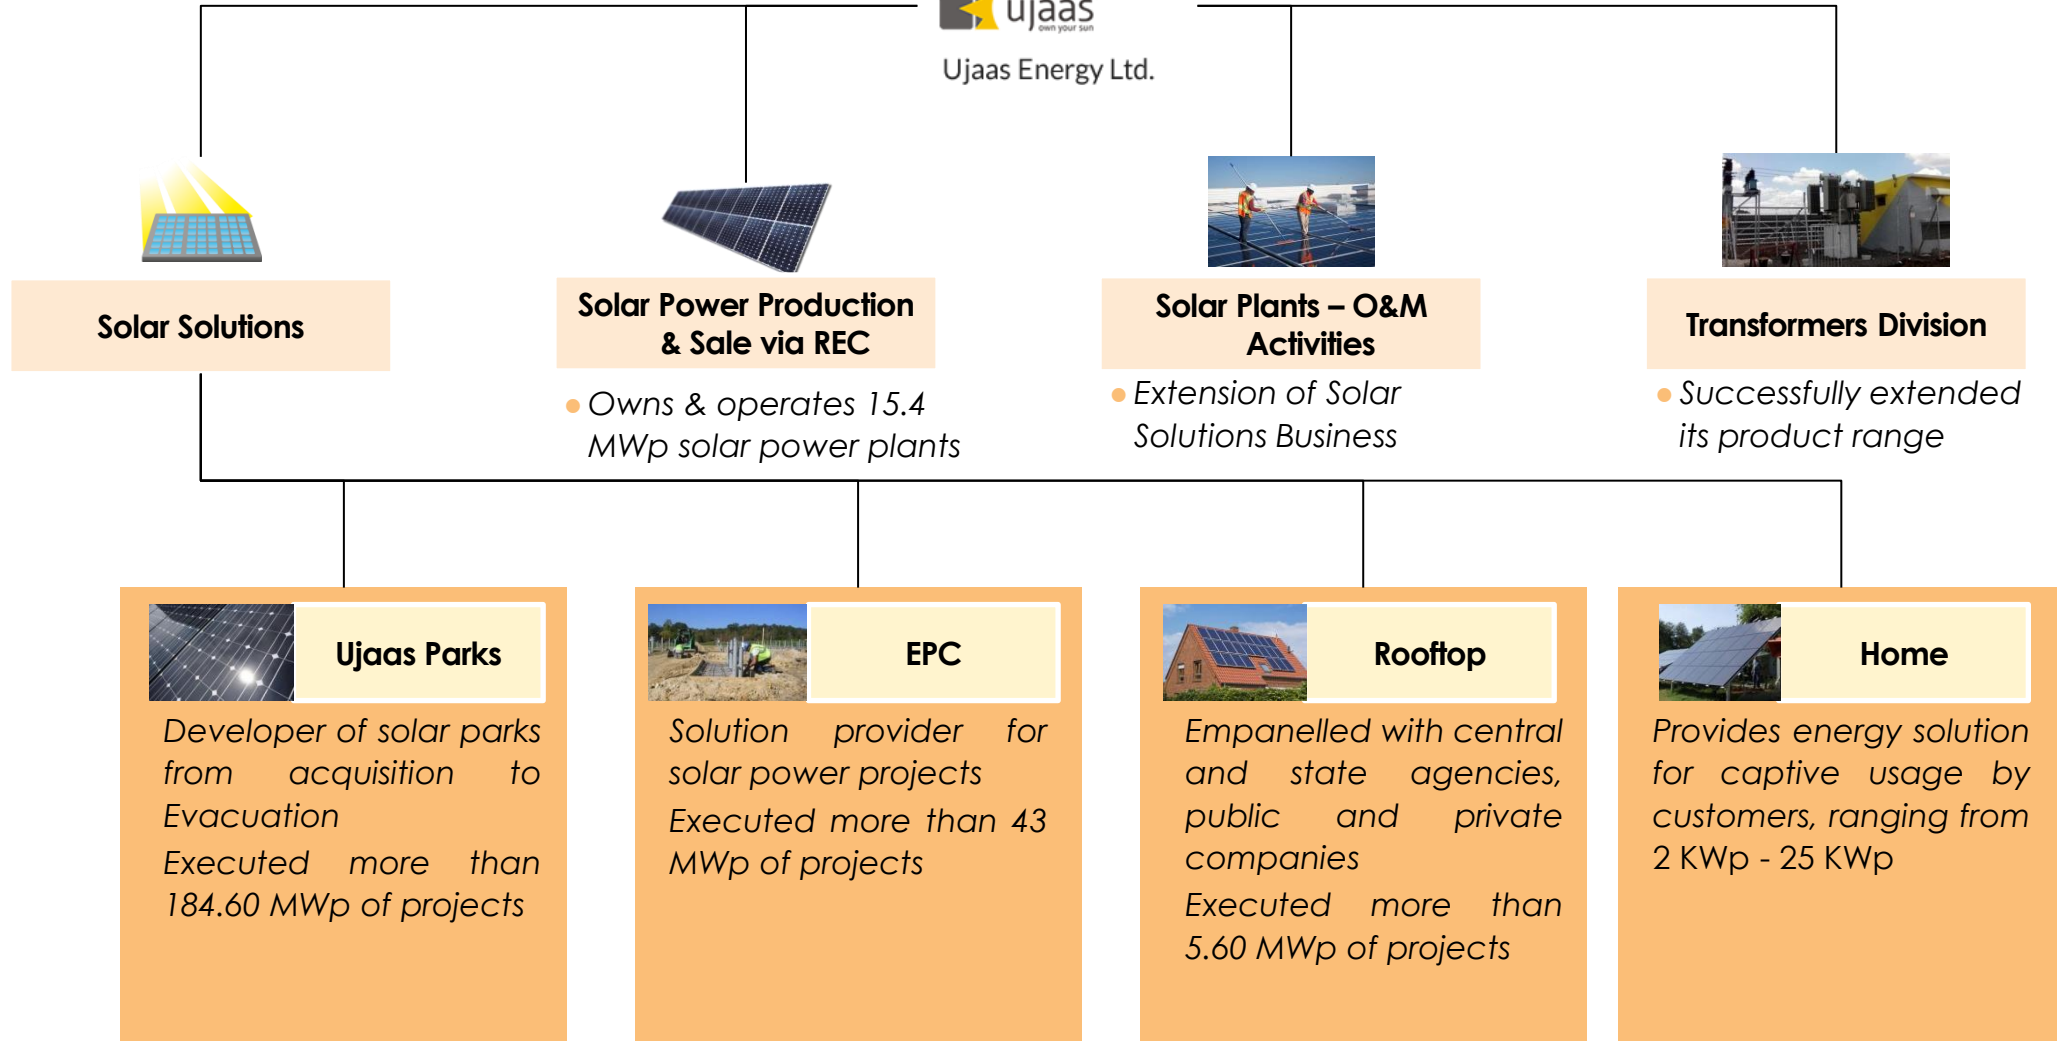 ujaas
own your sun
Ujaas Energy Ltd.
Solar Solutions
Solar Power Production
& Sale via REC
● Owns & operates 15.4
MWp solar power plants
Solar Plants – O&M
Activities
● Extension of Solar
Solutions Business
Transformers Division
● Successfully extended
its product range
Ujaas Parks
Developer of solar parks
from acquisition to
Evacuation
Executed more than
184.60 MWp of projects
EPC
Solution provider for
solar power projects
Executed more than 43
MWp of projects
Rooftop
Empanelled with central
and state agencies,
public and private
companies
Executed more than
5.60 MWp of projects
Home
Provides energy solution
for captive usage by
customers, ranging from
2 KWp - 25 KWp